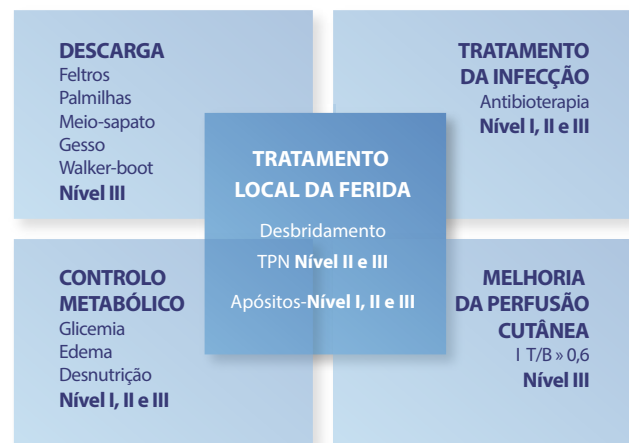 DESCARGA
Feltros
Palmilhas
Meio-sapato
Gesso
Walker-boot
Nível III
TRATAMENTO
DA INFECÇÃO
Antibioterapia
Nível I, II e III
TRATAMENTO
LOCAL DA FERIDA
Desbridamento
TPN Nível II e III
Apósitos-Nível I, II e III
CONTROLO
METABÓLICO
Glicemia
Edema
Desnutrição
Nível I, II e III
MELHORIA
DA PERFUSÃO
CUTÂNEA
I T/B » 0,6
Nível III